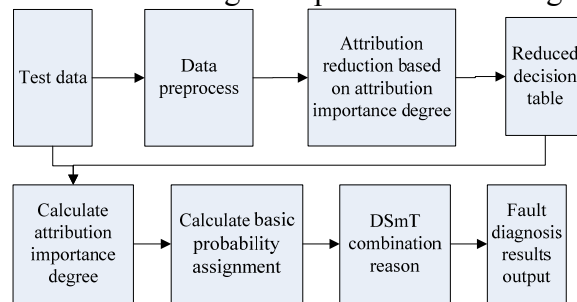 Test data
Data
preprocess
Attribution
reduction based
on attribution
importance degree
Reduced
decision
table
Calculate
attribution
importance
degree
Calculate basic
probability
assignment
DSmT
combination
reason
Fault
diagnosis
results
output